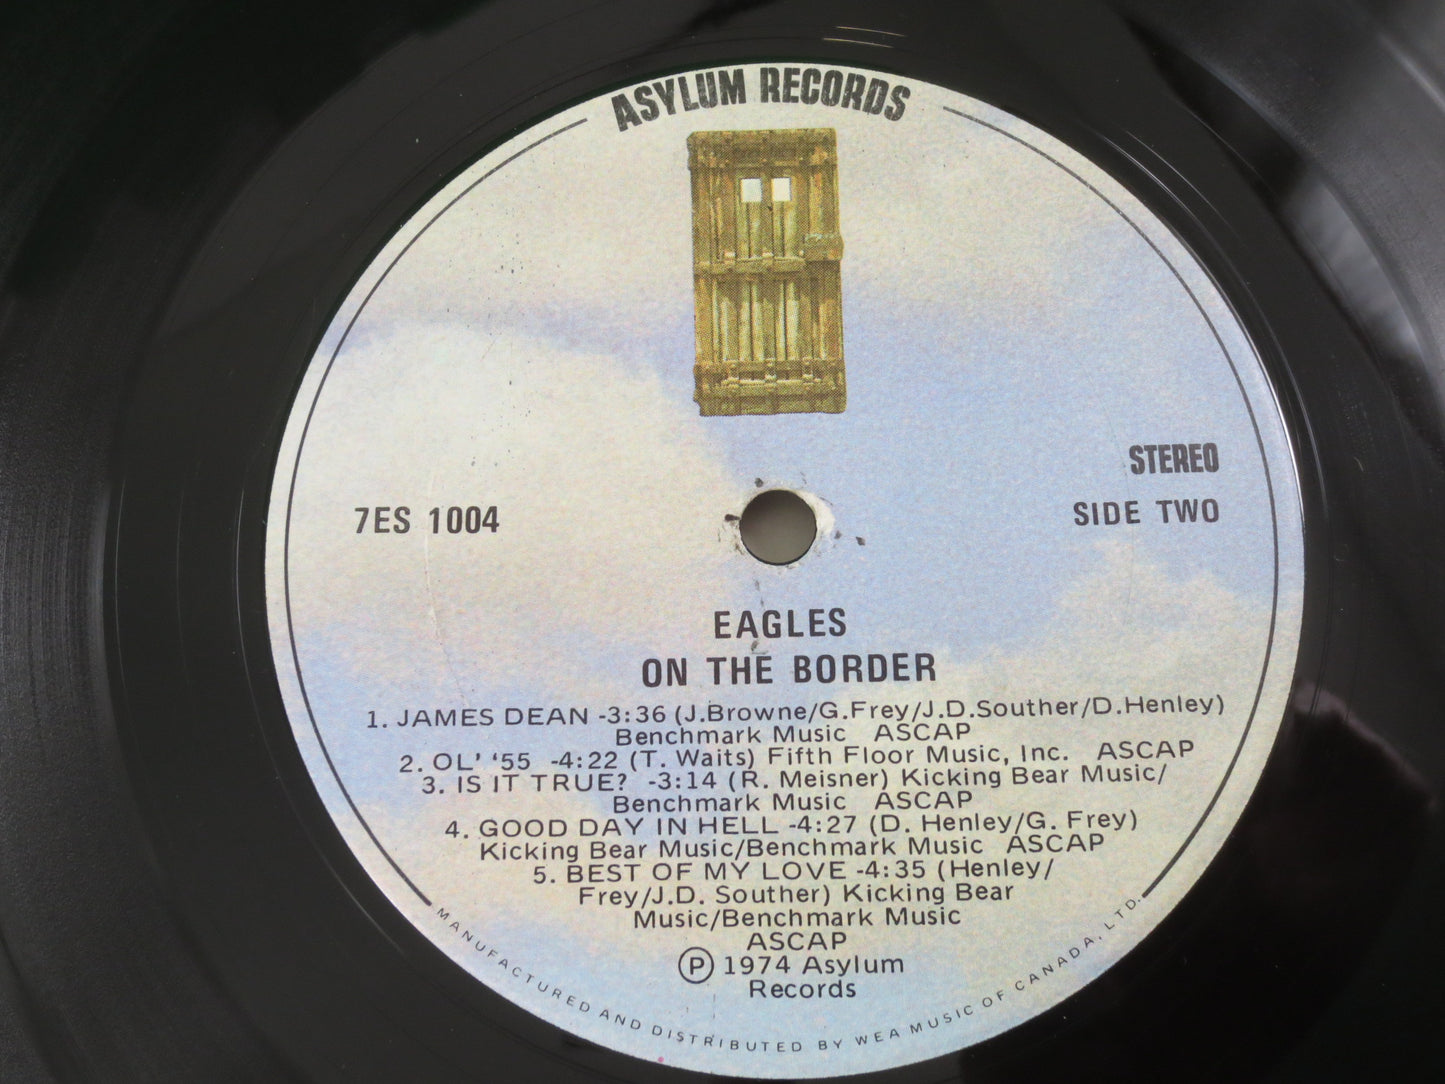 ASYLUM RECORDS
STEREO
7ES 1004
SIDE TWO
EAGLES
ON THE BORDER
1. JAMES DEAN -3:36 (J.Browne/G.Frey/J.D.Souther/D.Henley)
Benchmark Music ASCAP
2. OL' '55 -4:22 (T. Waits) Fifth Floor Music, Inc. ASCAP
3. IS IT TRUE? -3:14 (R. Meisner) Kicking Bear Music/
Benchmark Music ASCAP
4. GOOD DAY IN HELL -4:27 (D. Henley/G. Frey)
Kicking Bear Music/Benchmark Music ASCAP
5. BEST OF MY LOVE -4:35 (Henley/
Frey/J.D. Souther) Kicking Bear
Music/Benchmark Music
ASCAP
Ⓟ 1974 Asylum
Records
MANUFACTURED AND DISTRIBUTED BY WEA MUSIC OF CANADA, LTD.